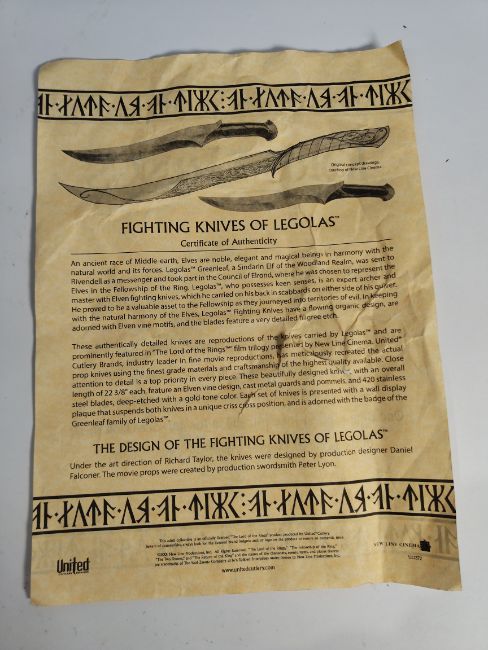 Original concept drawings
courtesy of New Line Cinema
FIGHTING KNIVES OF LEGOLAS™
Certificate of Authenticity
An ancient race of Middle earth, Elves are noble, elegant and magical beings in harmony with the
natural world and its forces. Legolas™ Greenleaf, a Sindarin Elf of the Woodland Realm, was sent to
Rivendell as a messenger and took part in the Council of Elrond, where he was chosen to represent the
Elves in the Fellowship of the Ring. Legolas™, who possesses keen senses, is an expert archer and
master with Elven fighting knives, which he carried on his back in scabbards on either side of his quiver.
He proved to be a valuable asset to the Fellowship as they journeyed into territories of evil. In keeping
with the natural harmony of the Elves, Legolas™ Fighting Knives have a flowing organic design, are
adorned with Elven vine motifs, and the blades feature a very detailed filigree etch.
These authentically detailed knives are reproductions of the knives carried by Legolas™ and are
prominently featured in "The Lord of the Rings™" film trilogy presented by New Line Cinema. United®
Cutlery Brands, industry leader in fine movie reproductions, has meticulously recreated the actual
prop knives using the finest grade materials and craftsmanship of the highest quality available. Close
attention to detail is a top priority in every piece. These beautifully designed knives, with an overall
length of 22 3/8" each, feature an Elven vine design, cast metal guards and pommels, and 420 stainless
steel blades, deep-etched with a gold-tone color. Each set of knives is presented with a wall display
plaque that suspends both knives in a unique criss cross position, and is adorned with the badge of the
Greenleaf family of Legolas™.
THE DESIGN OF THE FIGHTING KNIVES OF LEGOLAS™
Under the art direction of Richard Taylor, the knives were designed by production designer Daniel
Falconer. The movie props were created by production swordsmith Peter Lyon.
United
NEW LINE CINEMA
www.unitedcutlery.com